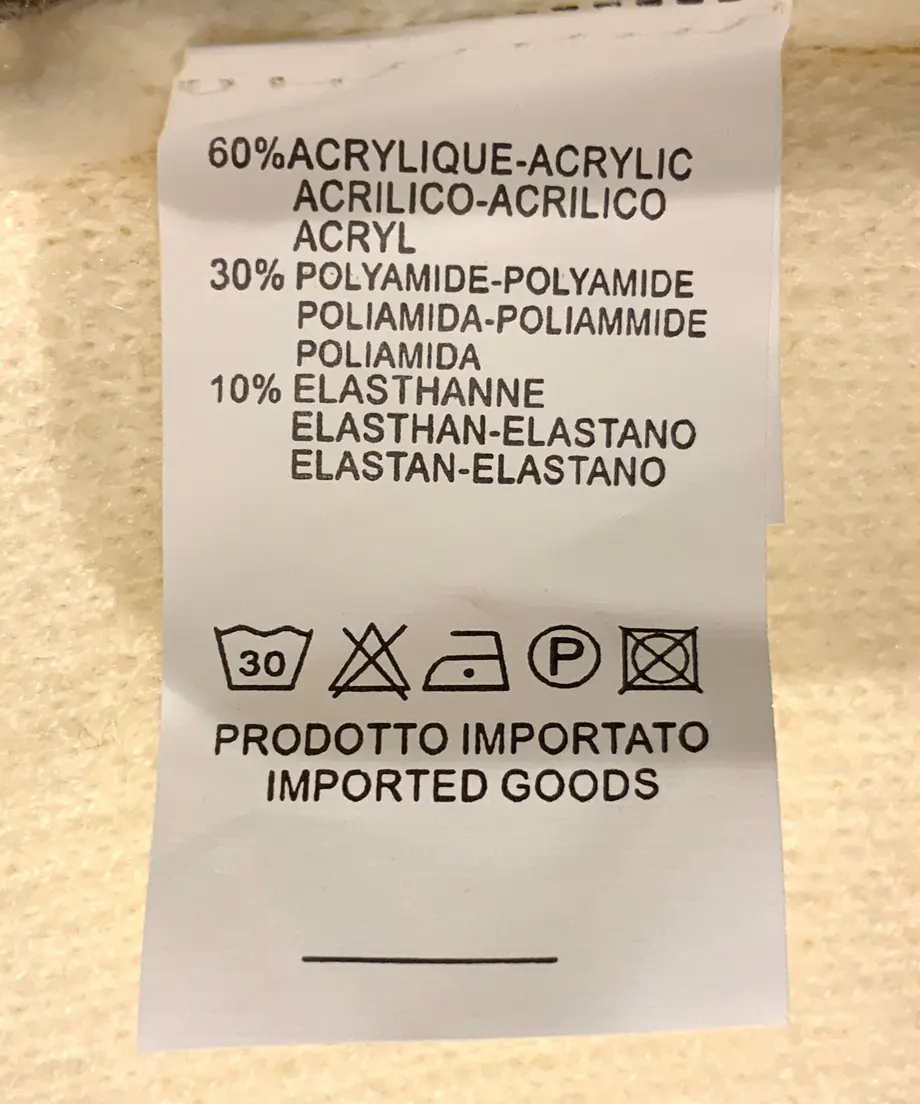 60%ACRYLIQUE-ACRYLIC
ACRILICO-ACRILICO
ACRYL
30% POLYAMIDE-POLYAMIDE
POLIAMIDA-POLIAMMIDE
POLIAMIDA
10% ELASTHANNE
ELASTHAN-ELASTANO
ELASTAN-ELASTANO
30 P
PRODOTTO IMPORTATO
IMPORTED GOODS